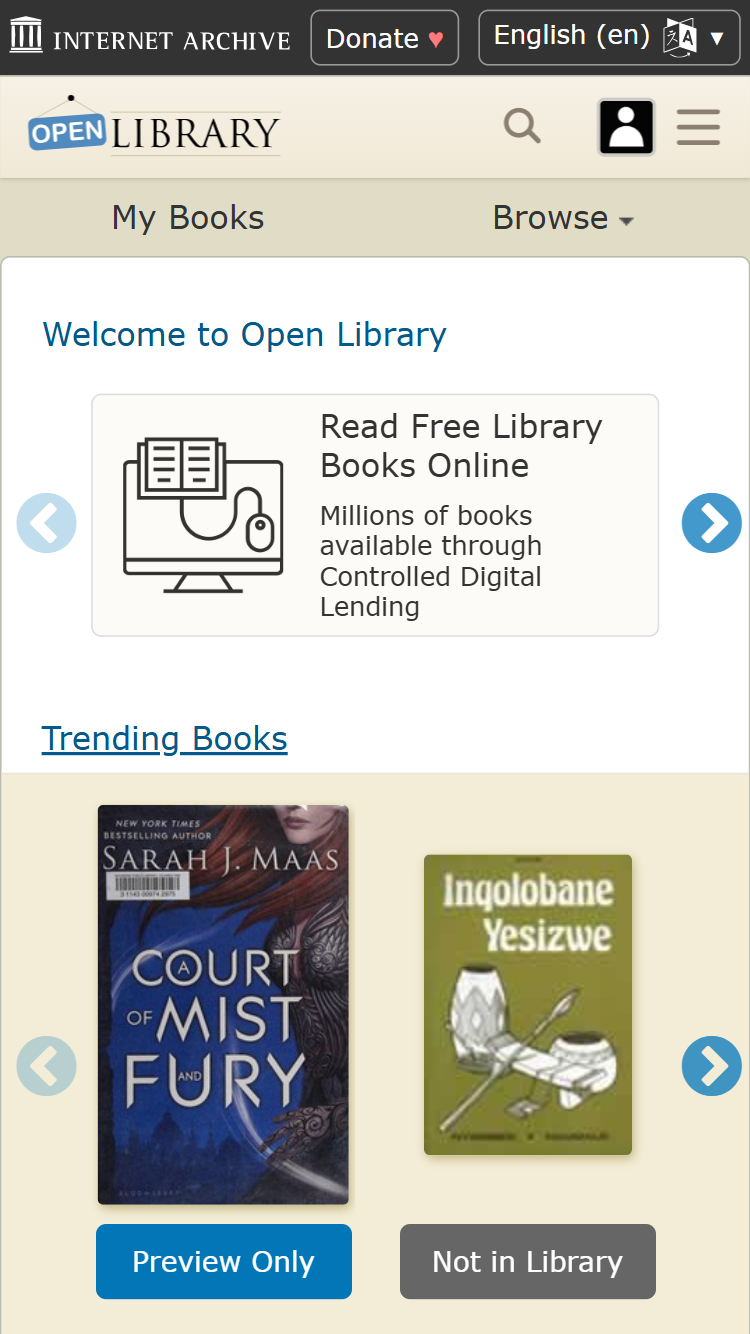 INTERNET ARCHIVE
Donate ♥
English (en)
OPEN LIBRARY
My Books
Browse
Welcome to Open Library
Read Free Library
Books Online
Millions of books
available through
Controlled Digital
Lending
Trending Books
NEW YORK TIMES
BESTSELLING AUTHOR
SARAH J. MAAS
A COURT
OF MIST
AND FURY
BLOOMSBURY
Inqolobane
Yesizwe
Preview Only
Not in Library